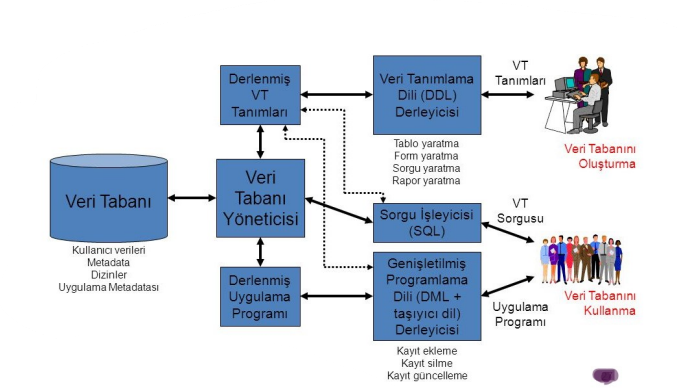 Derlenmiş
VT
Tanımları
Veri Tanımlama
Dili (DDL)
Derleyicisi
VT
Tanımları
Tablo yaratma
Form yaratma
Sorgu yaratma
Rapor yaratma
Veri Tabanını
Oluşturma
Veri Tabanı
Kullanıcı verileri
Metadata
Dizinler
Uygulama Metadatası
Veri
Tabanı
Yöneticisi
Sorgu İşleyicisi
(SQL)
VT
Sorgusu
Derlenmiş
Uygulama
Programı
Genişletilmiş
Programlama
Dili (DML +
taşıyıcı dil)
Derleyicisi
Uygulama
Programı
Veri Tabanını
Kullanma
Kayıt ekleme
Kayıt silme
Kayıt güncelleme